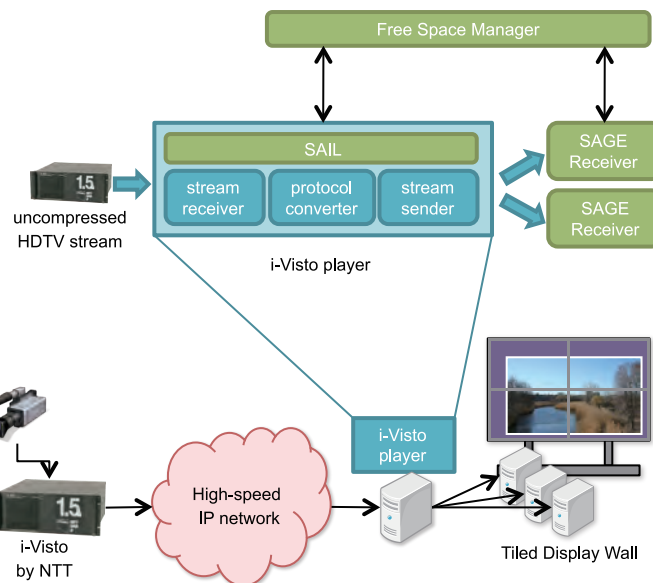 Free Space Manager
SAIL
SAGE
Receiver
1.5
stream
receiver
protocol
converter
stream
sender
SAGE
Receiver
uncompressed
HDTV stream
i-Visto player
i-Visto
player
High-speed
IP network
1.5
i-Visto
by NTT
Tiled Display Wall